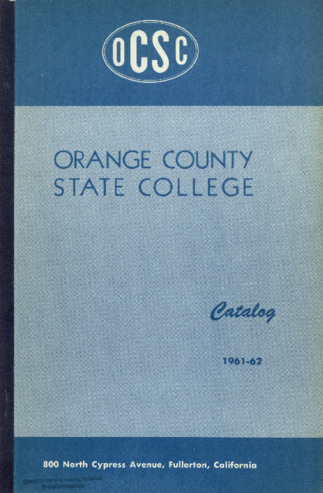 OCSC
ORANGE COUNTY
STATE COLLEGE
Catalog
1961-62
800 North Cypress Avenue, Fullerton, California